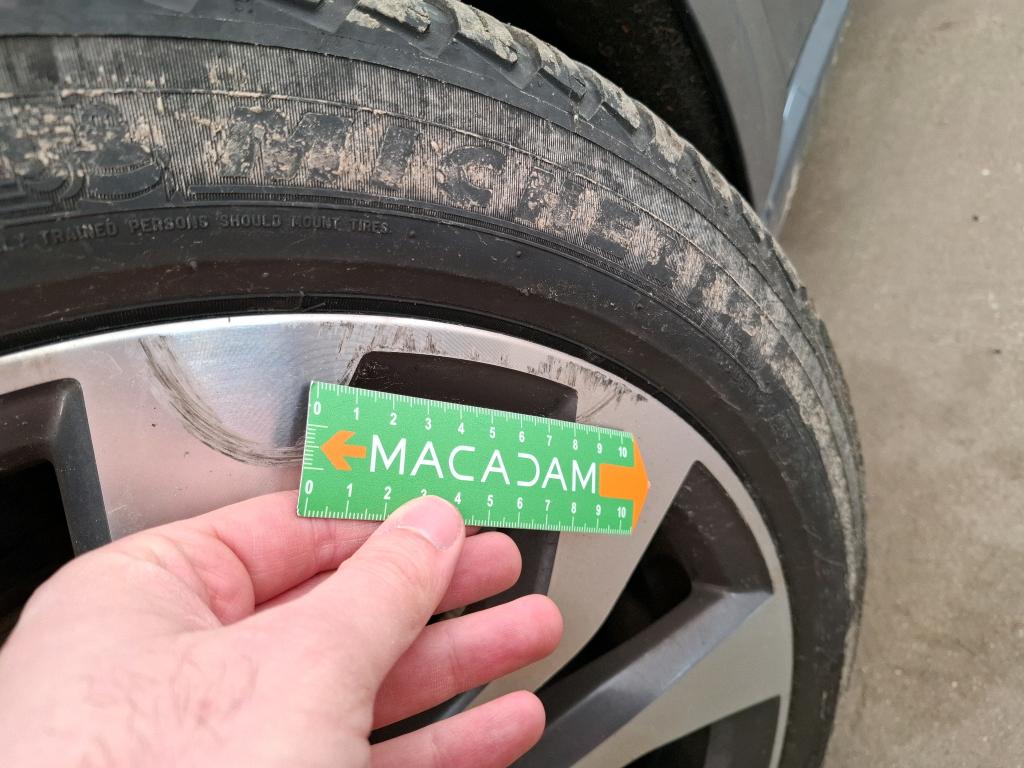 MICHELIN
LY TRAINED PERSONS SHOULD MOUNT TIRES
0 1 2 3 4 5 6 7 8 9 10
MACADAM
0 1 2 3 4 5 6 7 8 9 10